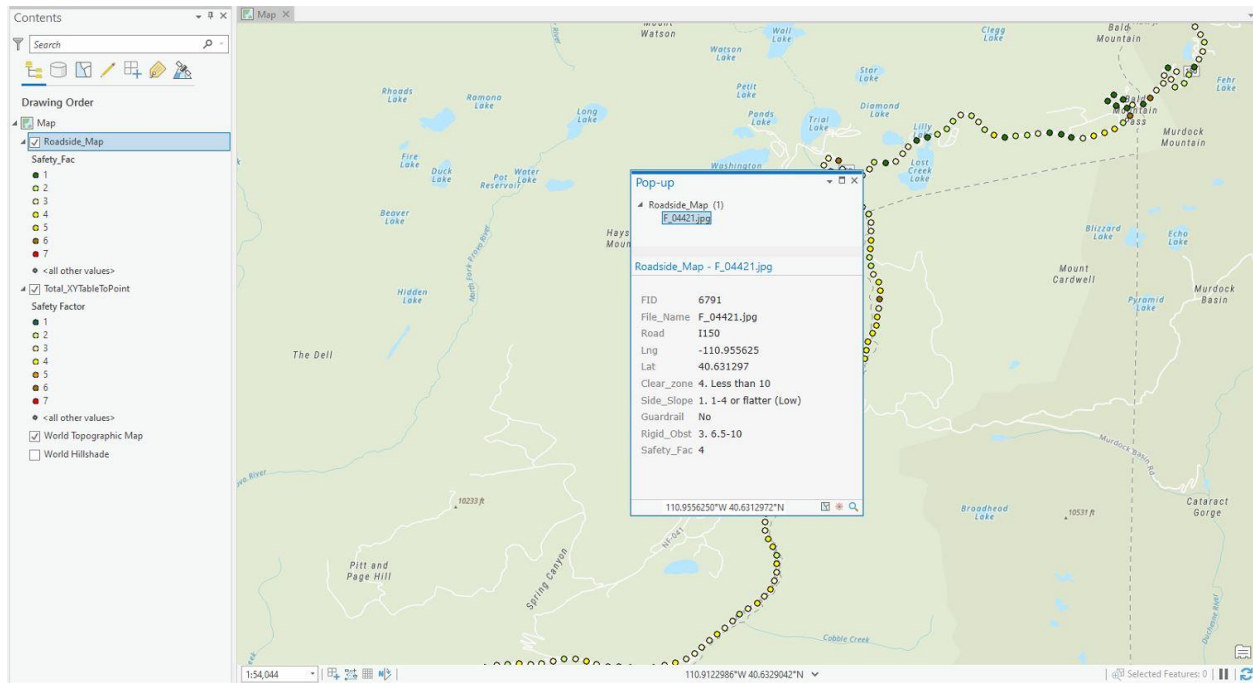 Contents
Map
Search
Drawing Order
Map
Roadside_Map
Safety_Fac
1
2
3
4
5
6
7
<all other values>
Total_XYTableToPoint
Safety Factor
1
2
3
4
5
6
7
<all other values>
World Topographic Map
World Hillshade
Watson
Wall
Lake
Clegg
Lake
Bald
Mountain
Watson
Lake
Star
Lake
Fehr
Lake
Rhoads
Lake
Ramona
Lake
Long
Lake
Petit
Lake
Ponds
Lake
Trial
Lake
Diamond
Lake
Lilly
Lake
Bald
Mountain
Pass
Murdock
Mountain
Fire
Lake
Duck
Lake
Pot
Reservoir
Water
Lake
Washington
Lost
Creek
Lake
Beaver
Lake
North Fork Provo River
Hays
Moun
Blizzard
Lake
Echo
Lake
Hidden
Lake
Mount
Cardwell
Pyramid
Lake
Murdock
Basin
The Dell
Pop-up
Roadside_Map (1)
F_04421.jpg
Roadside_Map - F_04421.jpg
FID 6791
File_Name F_04421.jpg
Road I150
Lng -110.955625
Lat 40.631297
Clear_zone 4. Less than 10
Side_Slope 1. 1-4 or flatter (Low)
Guardrail No
Rigid_Obst 3. 6.5-10
Safety_Fac 4
110.9556250°W 40.6312972°N
Murdock Basin Rd
River
10233 ft
Broadhead
Lake
10531 ft
Cataract
Gorge
NF-041
Pitt and
Page Hill
Spring Canyon
Cobble Creek
Duchesne River
1:54,044
110.9122986°W 40.6329042°N
Selected Features: 0